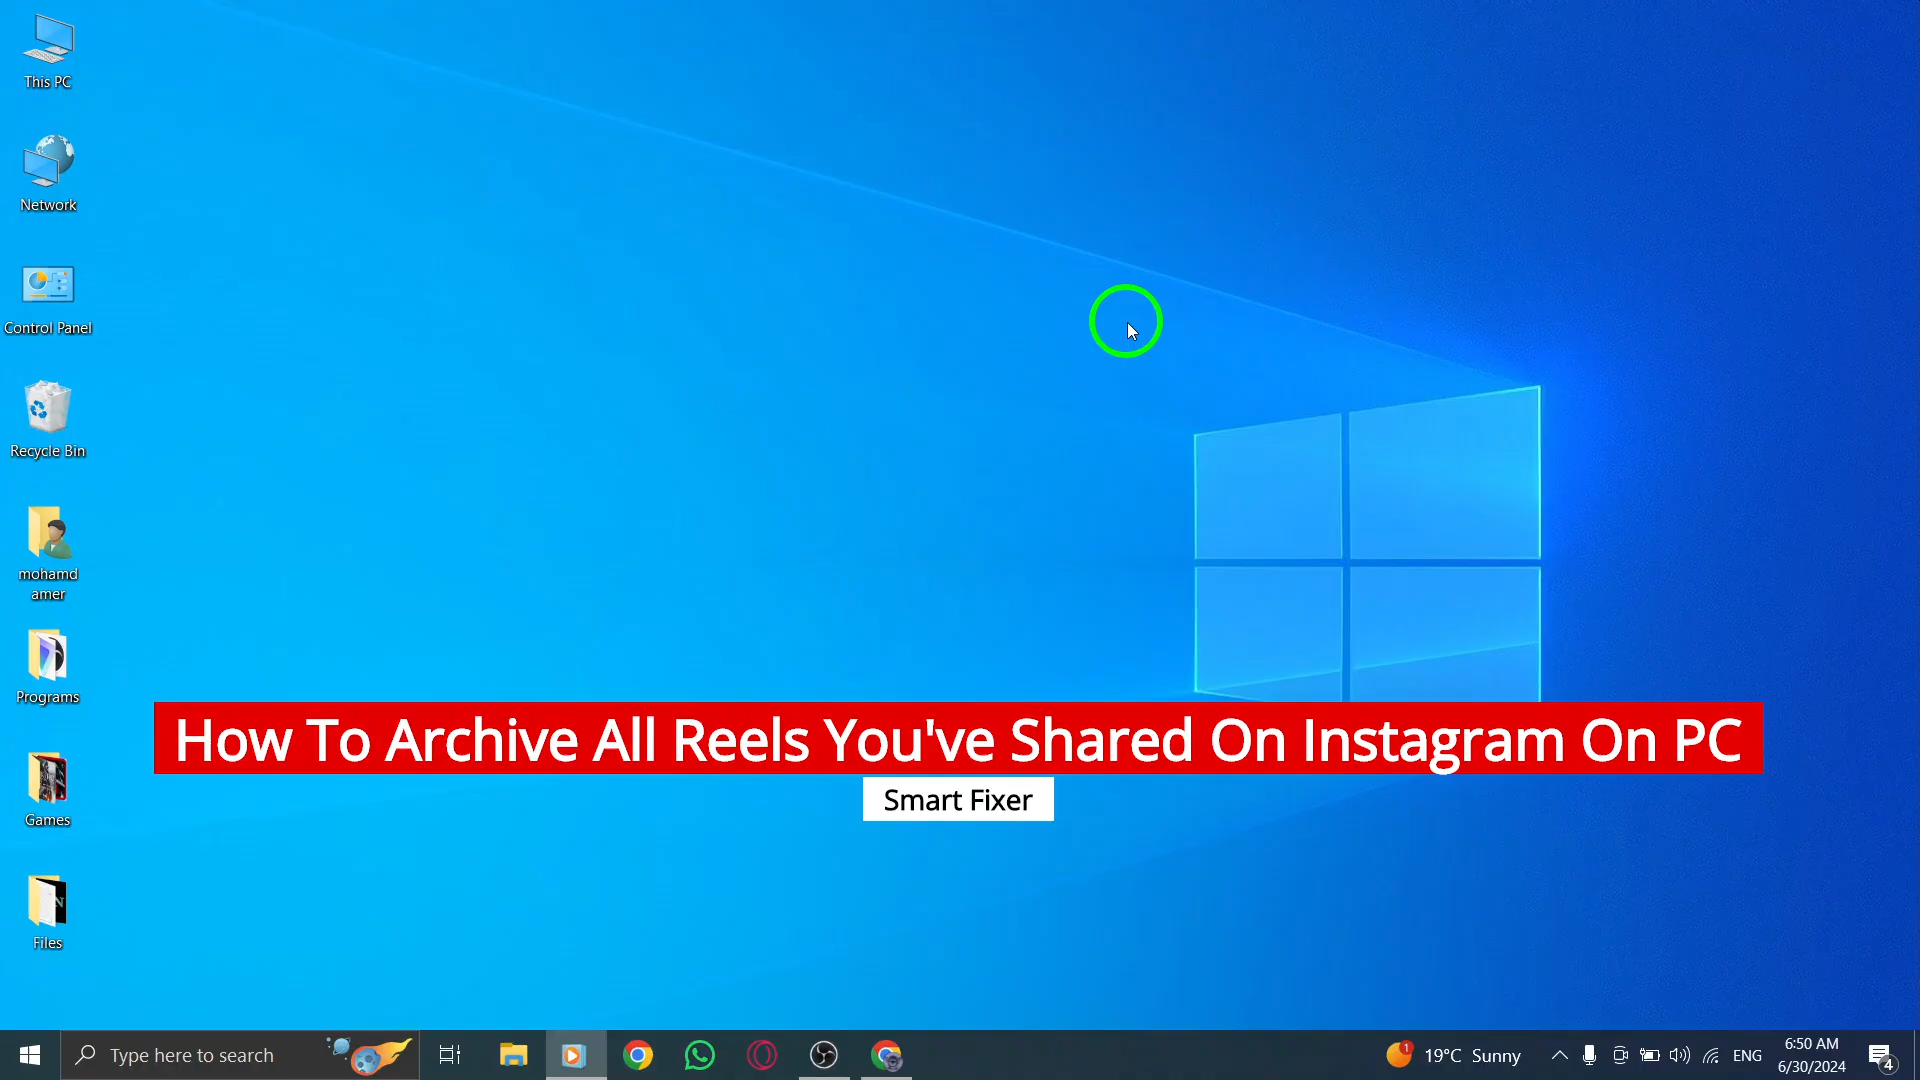 This PC
Network
Control Panel
Recycle Bin
mohamd
amer
Programs
Games
Files
How To Archive All Reels You've Shared On Instagram On PC
Smart Fixer
Type here to search
1
19°C Sunny
ENG
6:50 AM
6/30/2024
4